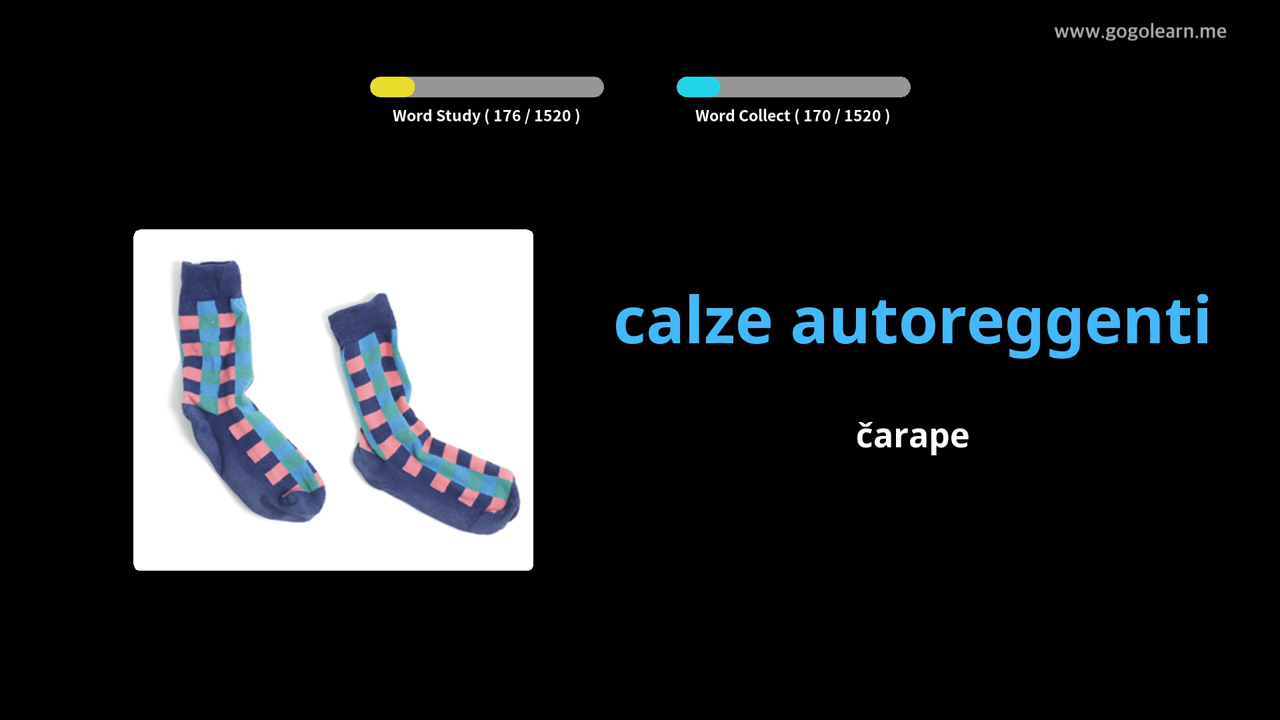 www.gogolearn.me
Word Study ( 176 / 1520 )
Word Collect ( 170 / 1520 )
calze autoreggenti
čarape